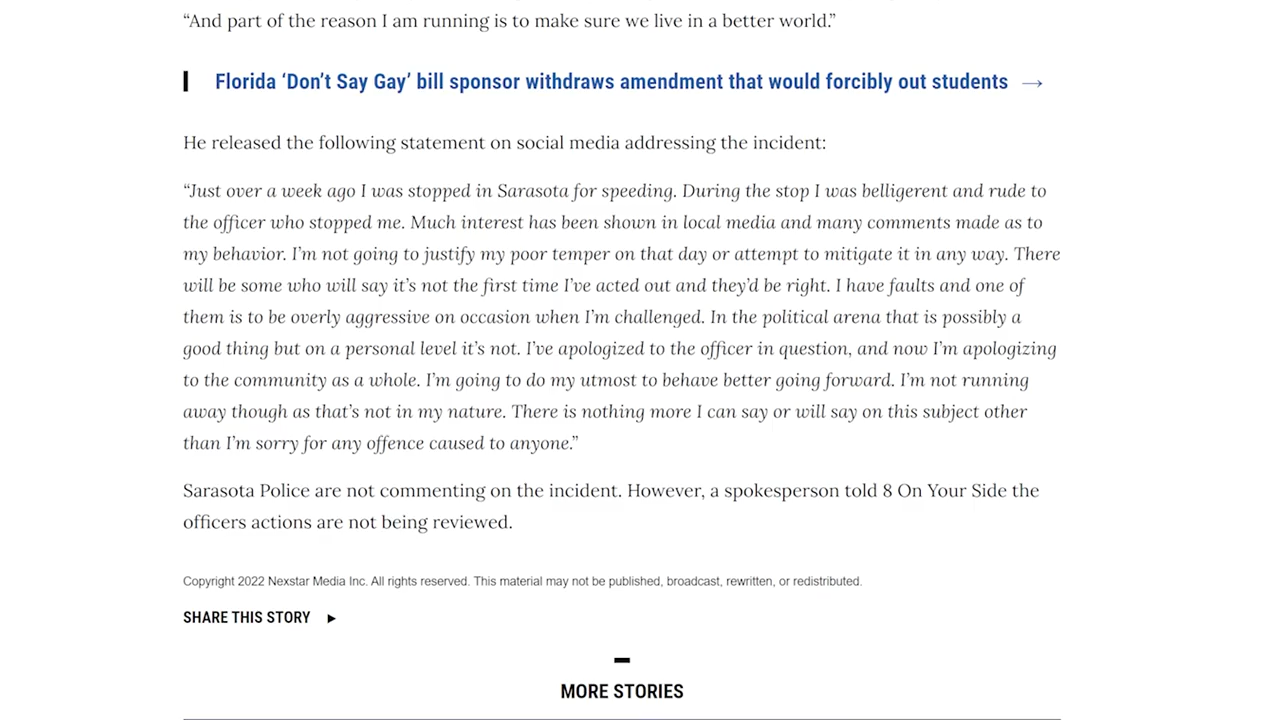 “And part of the reason I am running is to make sure we live in a better world.”
Florida ‘Don’t Say Gay’ bill sponsor withdraws amendment that would forcibly out students →
He released the following statement on social media addressing the incident:
“Just over a week ago I was stopped in Sarasota for speeding. During the stop I was belligerent and rude to
the officer who stopped me. Much interest has been shown in local media and many comments made as to
my behavior. I’m not going to justify my poor temper on that day or attempt to mitigate it in any way. There
will be some who will say it’s not the first time I’ve acted out and they’d be right. I have faults and one of
them is to be overly aggressive on occasion when I’m challenged. In the political arena that is possibly a
good thing but on a personal level it’s not. I’ve apologized to the officer in question, and now I’m apologizing
to the community as a whole. I’m going to do my utmost to behave better going forward. I’m not running
away though as that’s not in my nature. There is nothing more I can say or will say on this subject other
than I’m sorry for any offence caused to anyone.”
Sarasota Police are not commenting on the incident. However, a spokesperson told 8 On Your Side the
officers actions are not being reviewed.
Copyright 2022 Nexstar Media Inc. All rights reserved. This material may not be published, broadcast, rewritten, or redistributed.
SHARE THIS STORY ▶
MORE STORIES